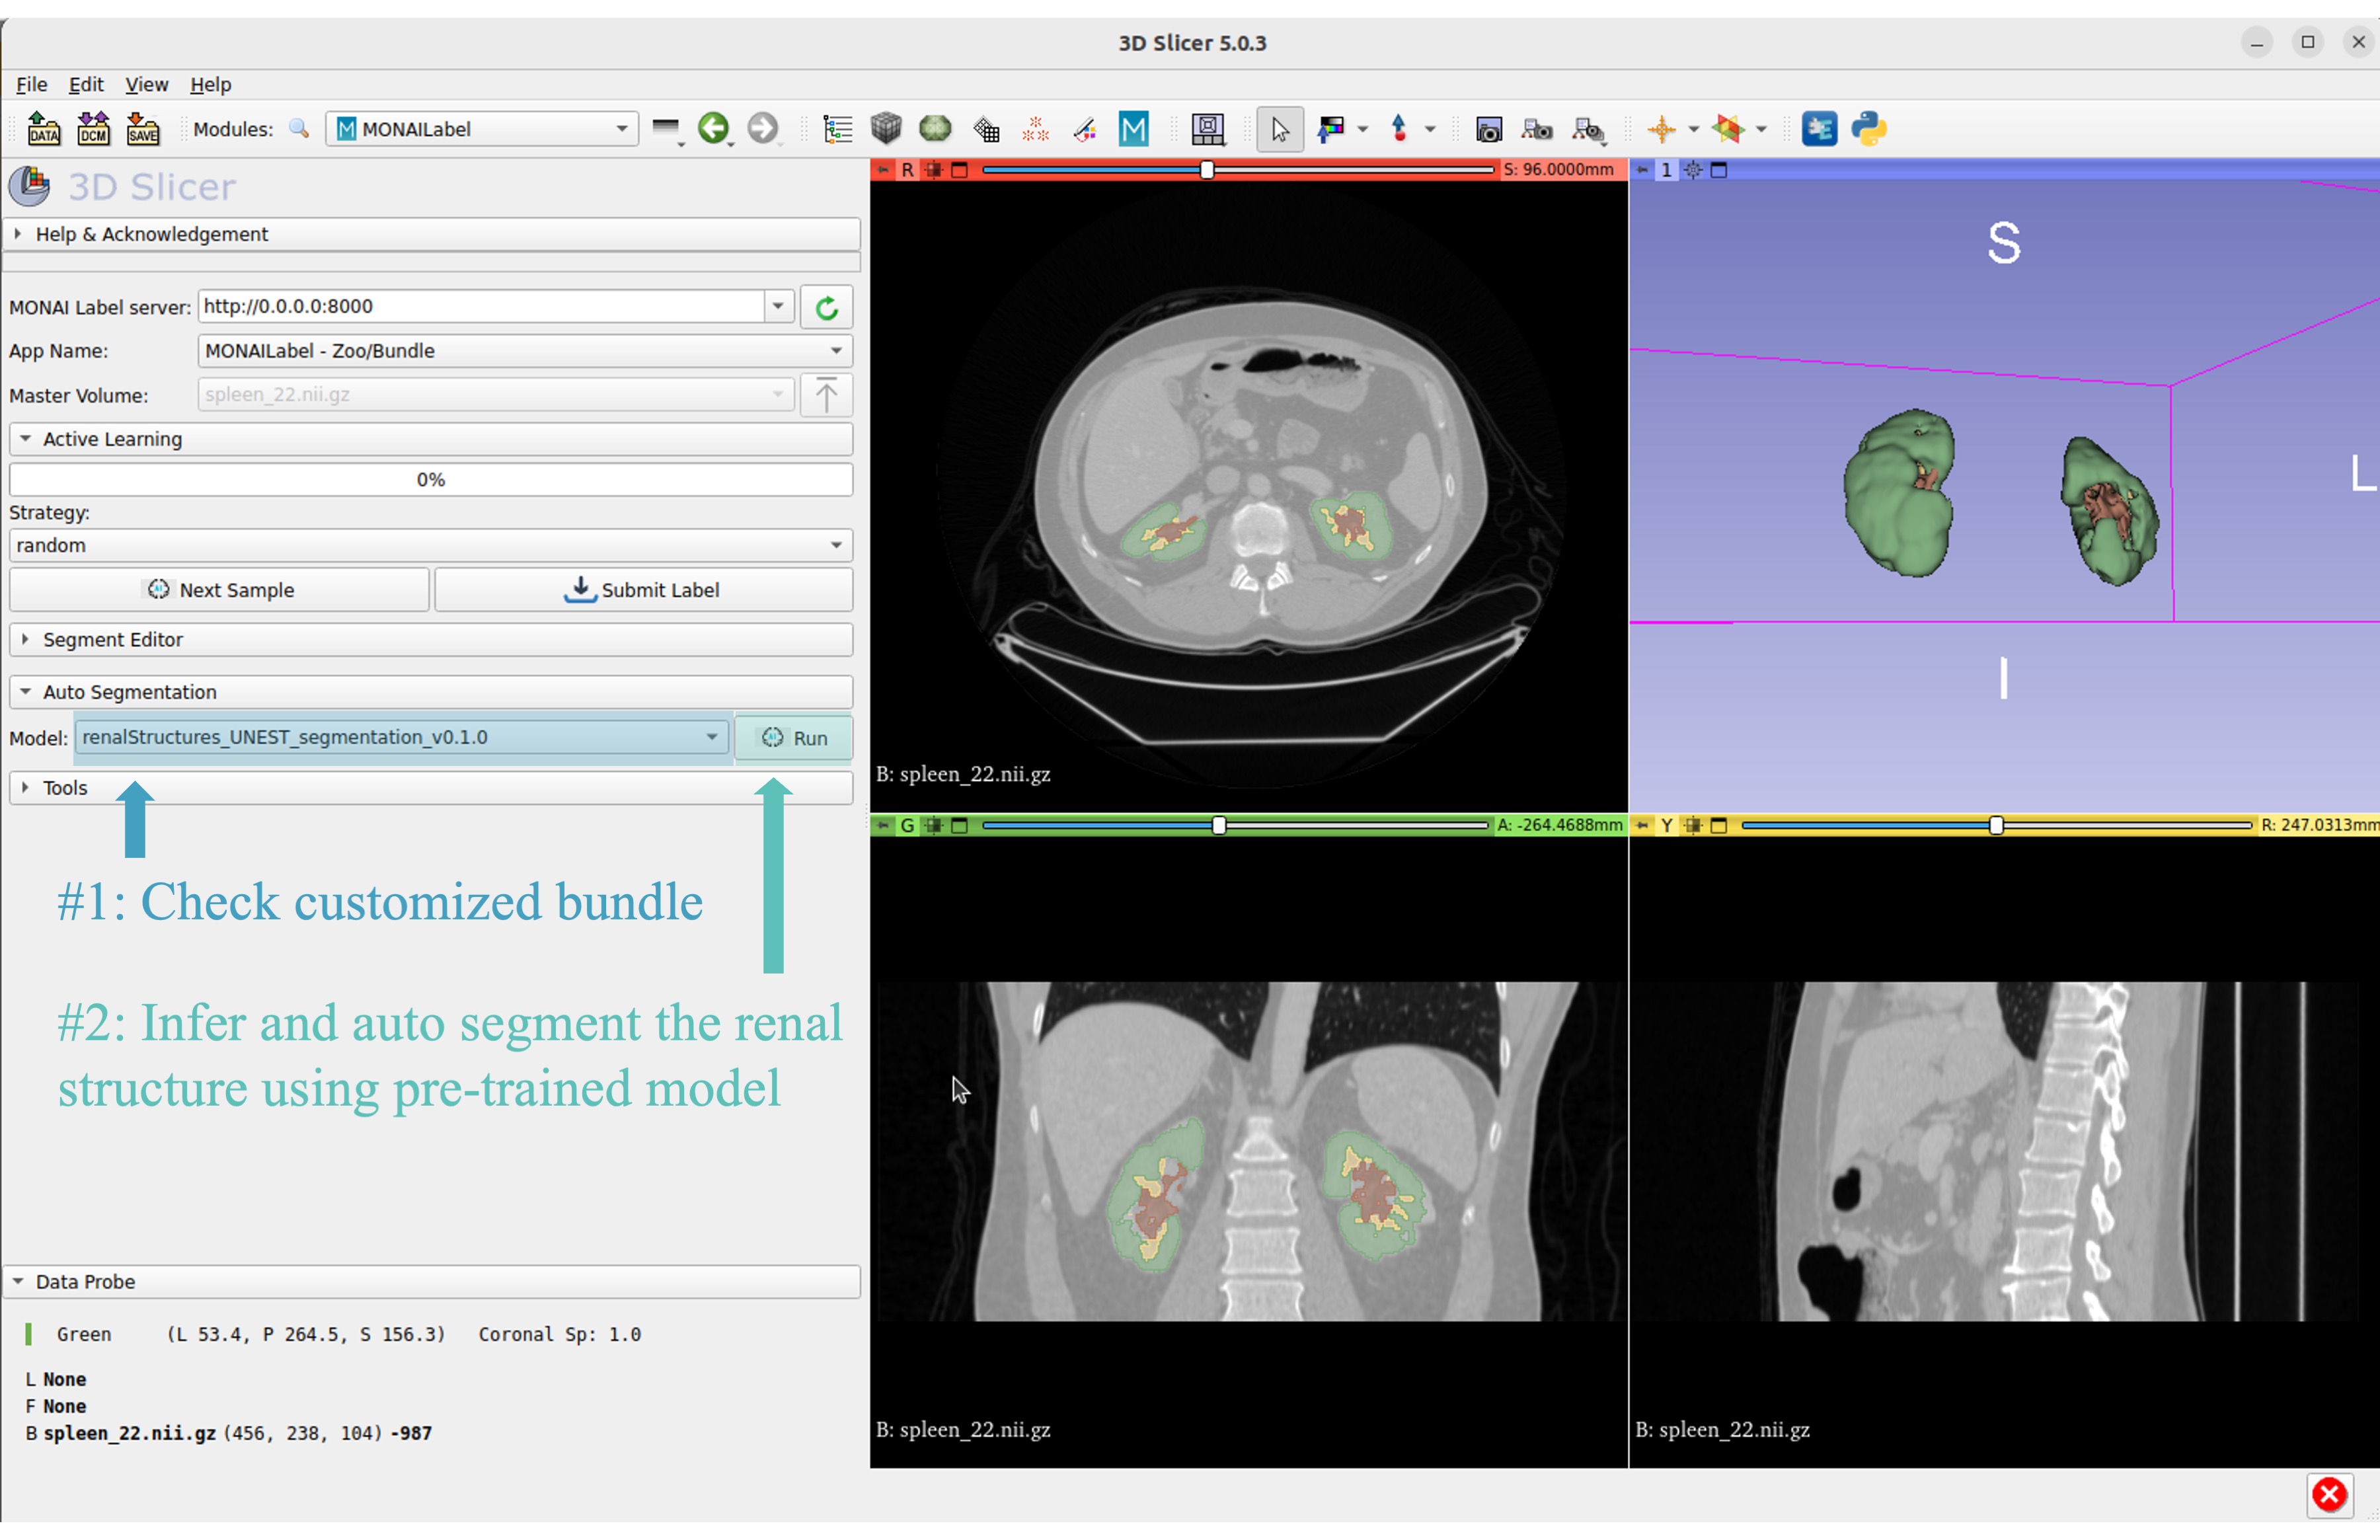 3D Slicer 5.0.3
File Edit View Help
DATA DCM SAVE Modules: M MONAILabel M
3D Slicer
Help & Acknowledgement
MONAI Label server: http://0.0.0.0:8000
App Name: MONAILabel - Zoo/Bundle
Master Volume: spleen_22.nii.gz
Active Learning
0%
Strategy:
random
AI Next Sample Submit Label
Segment Editor
Auto Segmentation
Model: renalStructures_UNEST_segmentation_v0.1.0 AI Run
Tools
#1: Check customized bundle
#2: Infer and auto segment the renal
structure using pre-trained model
Data Probe
Green (L 53.4, P 264.5, S 156.3) Coronal Sp: 1.0
L None
F None
B spleen_22.nii.gz (456, 238, 104) -987
R S: 96.0000mm
B: spleen_22.nii.gz
1
S
L
I
G A: -264.4688mm
B: spleen_22.nii.gz
Y R: 247.0313mm
B: spleen_22.nii.gz